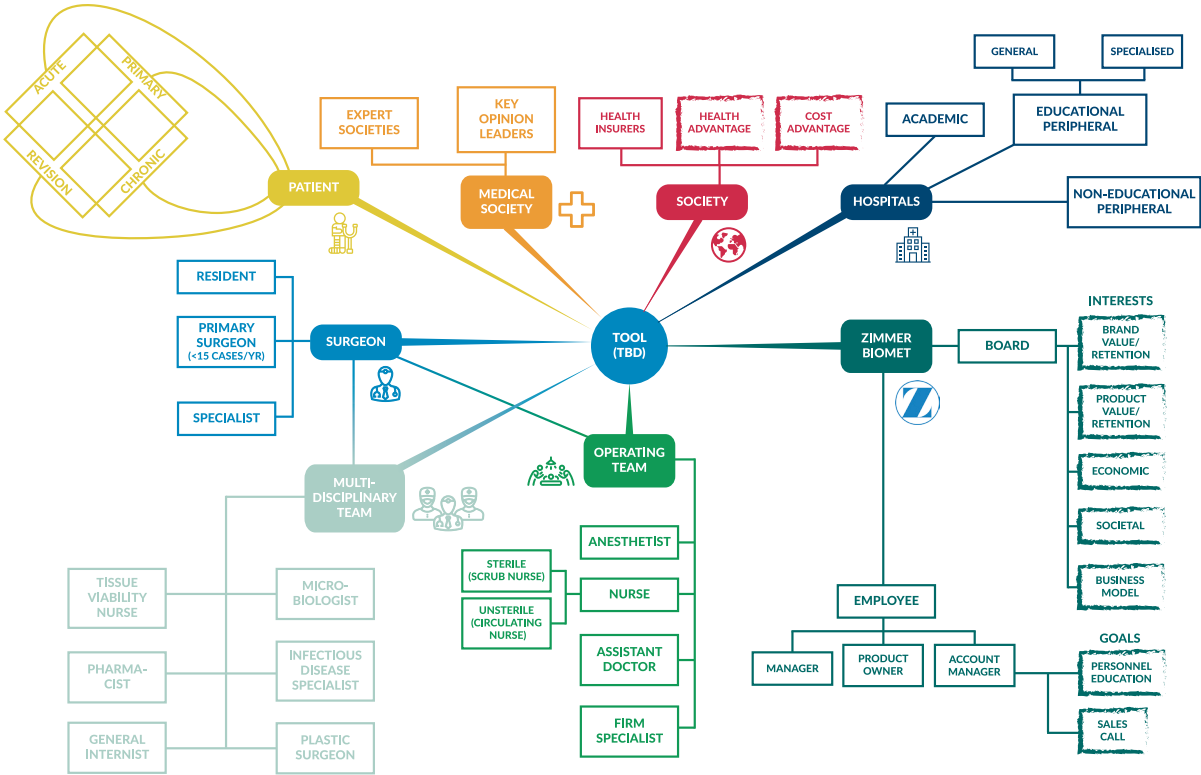 ACUTE
PRIMARY
REVISION
CHRONIC
PATIENT
EXPERT
SOCIETIES
KEY
OPINION
LEADERS
MEDICAL
SOCIETY
HEALTH
INSURERS
HEALTH
ADVANTAGE
COST
ADVANTAGE
SOCIETY
GENERAL
SPECIALISED
ACADEMIC
EDUCATIONAL
PERIPHERAL
HOSPITALS
NON-EDUCATIONAL
PERIPHERAL
RESIDENT
PRIMARY
SURGEON
(<15 CASES/YR)
SPECIALIST
SURGEON
TOOL
(TBD)
ZIMMER
BIOMET
BOARD
INTERESTS
BRAND
VALUE/
RETENTION
PRODUCT
VALUE/
RETENTION
ECONOMIC
SOCIETAL
BUSINESS
MODEL
MULTI-
DISCIPLINARY
TEAM
OPERATING
TEAM
TISSUE
VIABILITY
NURSE
MICRO-
BIOLOGIST
PHARMA-
CIST
INFECTIOUS
DISEASE
SPECIALIST
GENERAL
INTERNIST
PLASTIC
SURGEON
ANESTHETIST
STERILE
(SCRUB NURSE)
UNSTERILE
(CIRCULATING
NURSE)
NURSE
ASSISTANT
DOCTOR
FIRM
SPECIALIST
EMPLOYEE
MANAGER
PRODUCT
OWNER
ACCOUNT
MANAGER
GOALS
PERSONNEL
EDUCATION
SALES
CALL